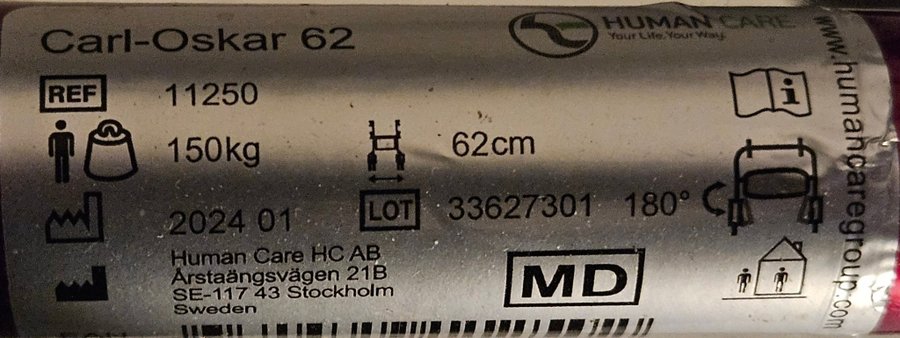 Carl-Oskar 62
HUMAN CARE
Your Life. Your Way.
REF 11250
150kg 62cm
2024 01 LOT 33627301 180°
Human Care HC AB
Årstaängsvägen 21B
SE-117 43 Stockholm
Sweden
MD
www.humancaregroup.com